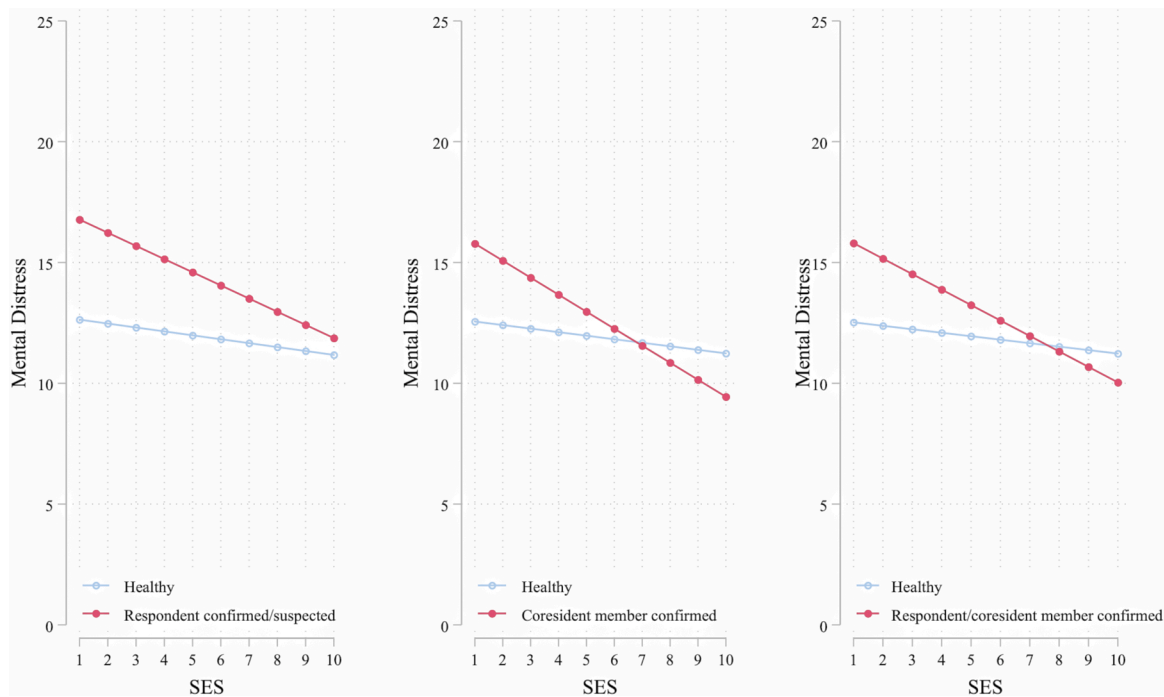 25
20
15
10
5
0
Mental Distress
Healthy
Respondent confirmed/suspected
1 2 3 4 5 6 7 8 9 10
SES
25
20
15
10
5
0
Mental Distress
Healthy
Coresident member confirmed
1 2 3 4 5 6 7 8 9 10
SES
25
20
15
10
5
0
Mental Distress
Healthy
Respondent/coresident member confirmed
1 2 3 4 5 6 7 8 9 10
SES